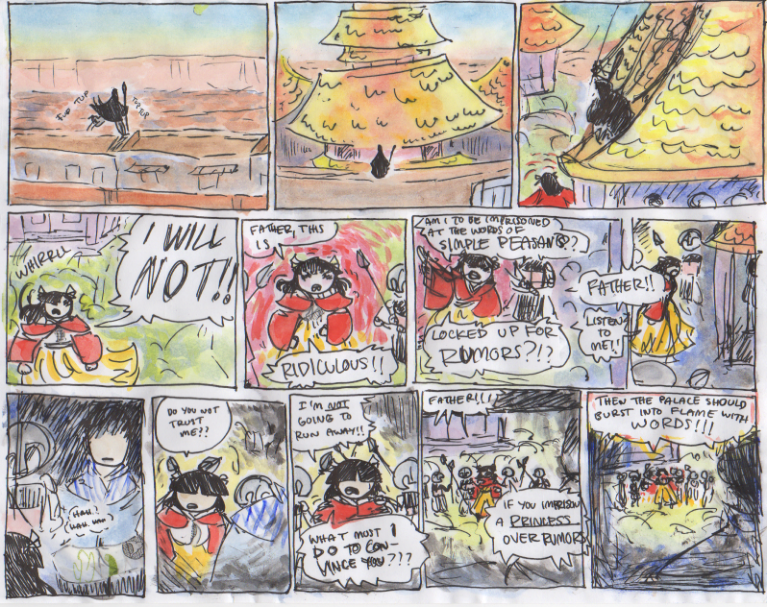 TUP TUP
I WILL
NOT!!
WHIRRLL
FATHER, THIS
IS
RIDICULOUS!!
AM I TO BE IMPRISONED
AT THE WORDS OF
SIMPLE PEASANTS??
LOCKED UP FOR
RUMORS?!?
FATHER!!
LISTEN
TO
ME!!
HAH!
(HAH HAH
DO YOU NOT
TRUST
ME??
I'M NOT
GOING TO
RUN AWAY!!
WHAT MUST I
DO TO CON-
VINCE YOU???
FATHER!!!
IF YOU IMPRISON
A PRINCESS
OVER RUMORS
THEN THE PALACE SHOULD
BURST INTO FLAME WITH
WORDS!!!